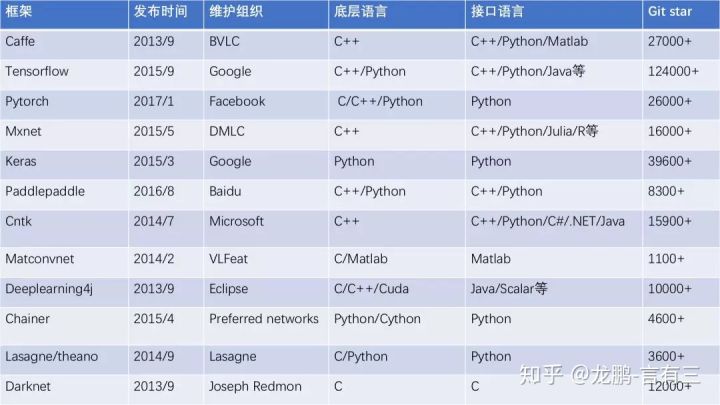 框架 发布时间 维护组织 底层语言 接口语言 Git star
Caffe 2013/9 BVLC C++ C++/Python/Matlab 27000+
Tensorflow 2015/9 Google C++/Python C++/Python/Java等 124000+
Pytorch 2017/1 Facebook C/C++/Python Python 26000+
Mxnet 2015/5 DMLC C++ C++/Python/Julia/R等 16000+
Keras 2015/3 Google Python Python 39600+
Paddlepaddle 2016/8 Baidu C++/Python C++/Python 8300+
Cntk 2014/7 Microsoft C++ C++/Python/C#/.NET/Java 15900+
Matconvnet 2014/2 VLFeat C/Matlab Matlab 1100+
Deeplearning4j 2013/9 Eclipse C/C++/Cuda Java/Scalar等 10000+
Chainer 2015/4 Preferred networks Python/Cython Python 4600+
Lasagne/theano 2014/9 Lasagne C/Python Python 3600+
Darknet 2013/9 Joseph Redmon C C 12000+
知乎 @龙鹏-言有三